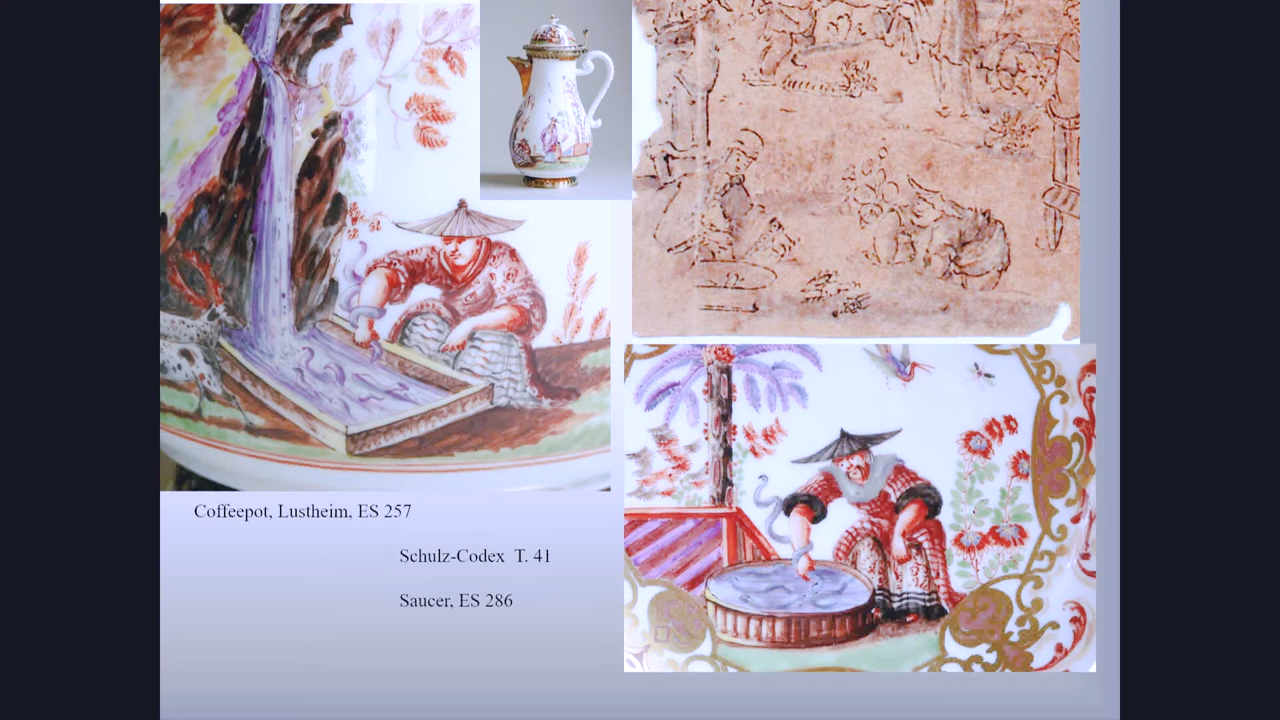 Coffeepot, Lustheim, ES 257
Schulz-Codex T. 41
Saucer, ES 286